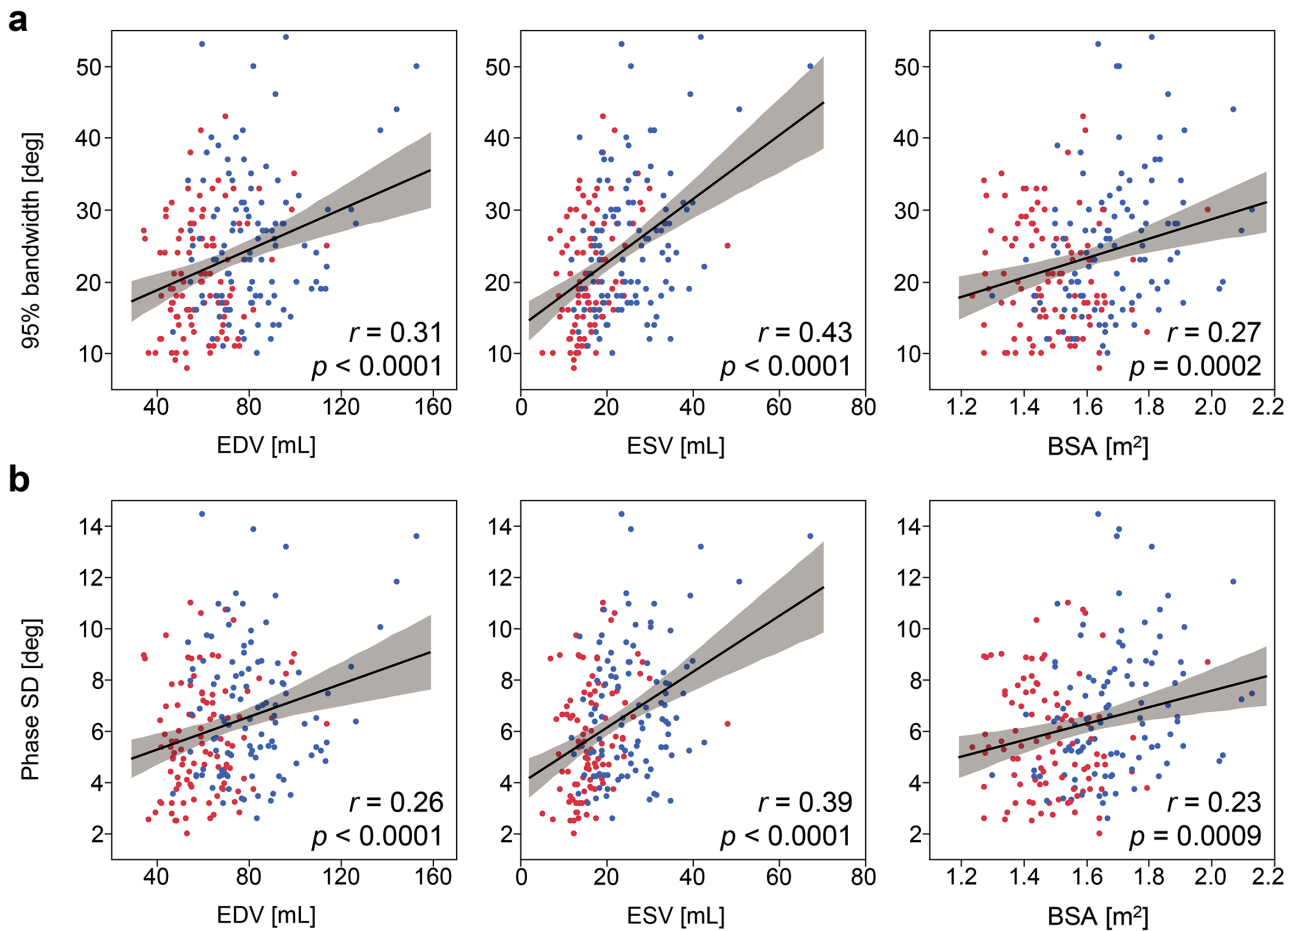 a
95% bandwidth [deg]
50
40
30
20
10
r = 0.31
p < 0.0001
40 80 120 160
EDV [mL]
50
40
30
20
10
r = 0.43
p < 0.0001
0 20 40 60 80
ESV [mL]
50
40
30
20
10
r = 0.27
p = 0.0002
1.2 1.4 1.6 1.8 2.0 2.2
BSA [m²]
b
Phase SD [deg]
14
12
10
8
6
4
2
r = 0.26
p < 0.0001
40 80 120 160
EDV [mL]
14
12
10
8
6
4
2
r = 0.39
p < 0.0001
0 20 40 60 80
ESV [mL]
14
12
10
8
6
4
2
r = 0.23
p = 0.0009
1.2 1.4 1.6 1.8 2.0 2.2
BSA [m²]